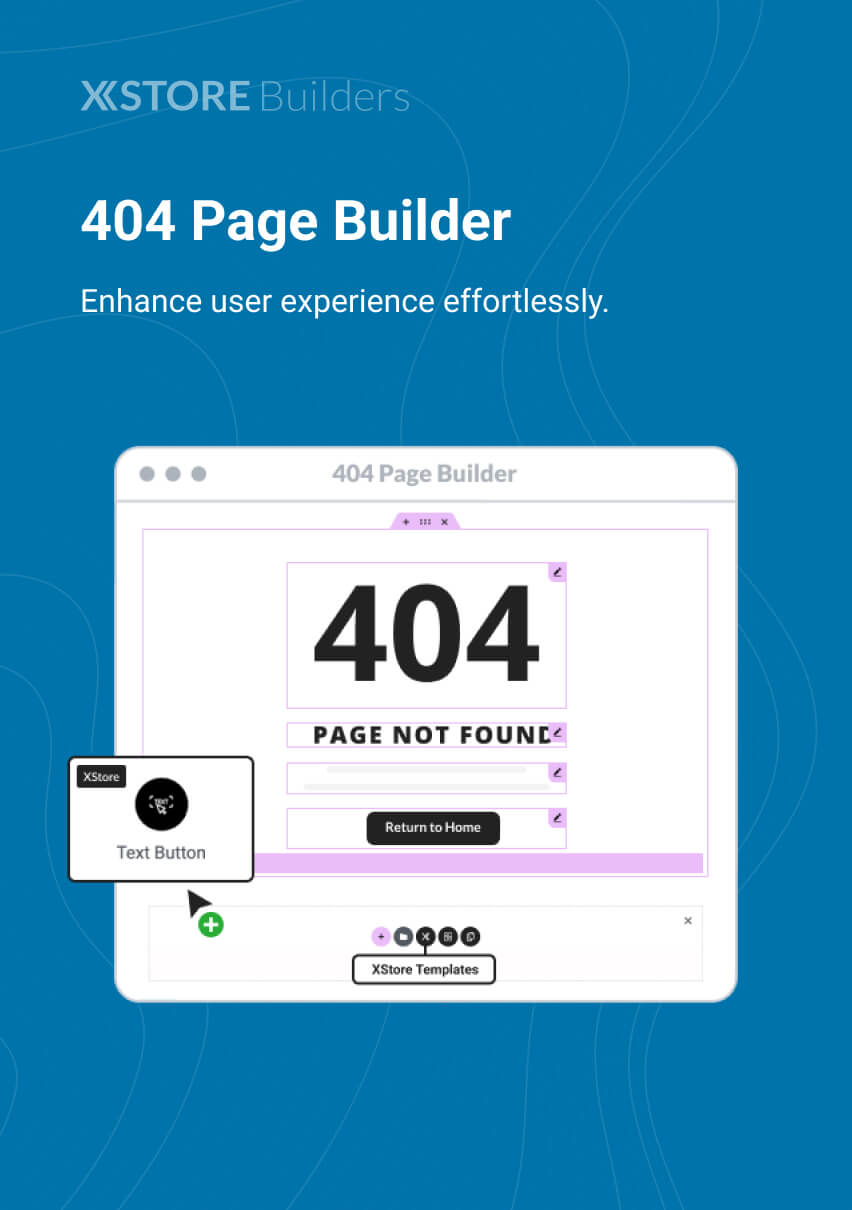 XSTORE Builders
404 Page Builder
Enhance user experience effortlessly.
404 Page Builder
404
PAGE NOT FOUND
XStore
TEXT
Text Button
Return to Home
XStore Templates